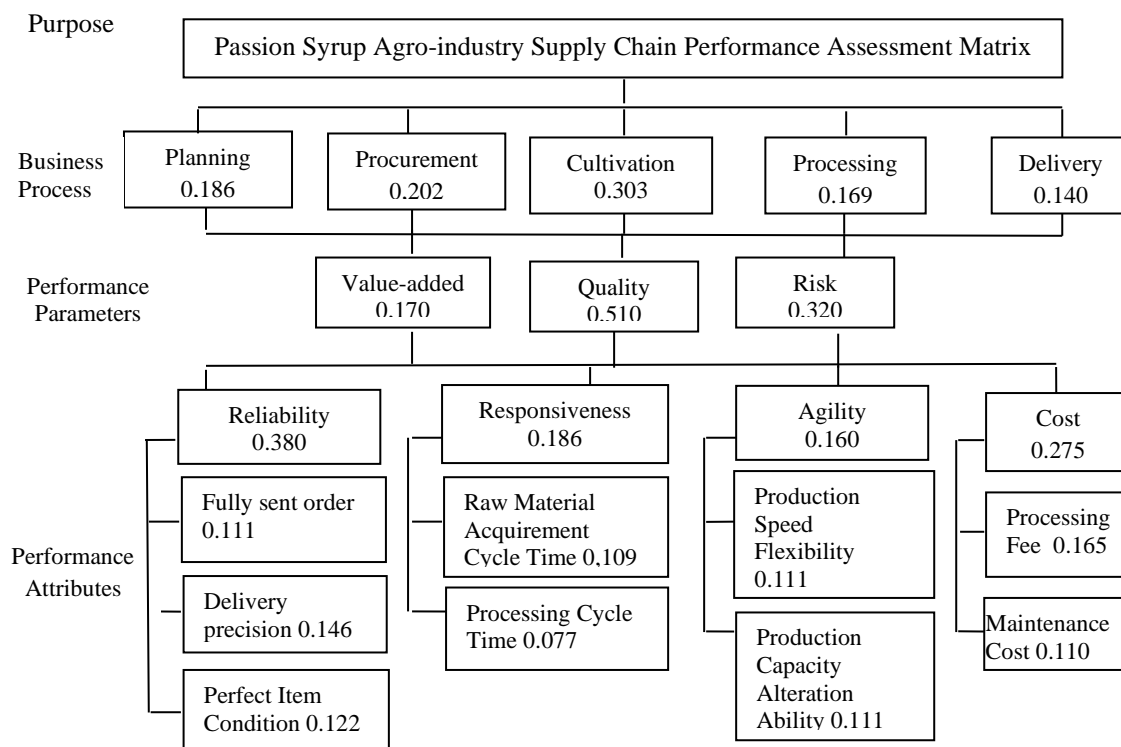 Purpose
Passion Syrup Agro-industry Supply Chain Performance Assessment Matrix
Business
Process
Planning
0.186
Procurement
0.202
Cultivation
0.303
Processing
0.169
Delivery
0.140
Performance
Parameters
Value-added
0.170
Quality
0.510
Risk
0.320
Performance
Attributes
Reliability
0.380
Fully sent order
0.111
Delivery
precision 0.146
Perfect Item
Condition 0.122
Responsiveness
0.186
Raw Material
Acquirement
Cycle Time 0,109
Processing Cycle
Time 0.077
Agility
0.160
Production
Speed
Flexibility
0.111
Production
Capacity
Alteration
Ability 0.111
Cost
0.275
Processing
Fee 0.165
Maintenance
Cost 0.110